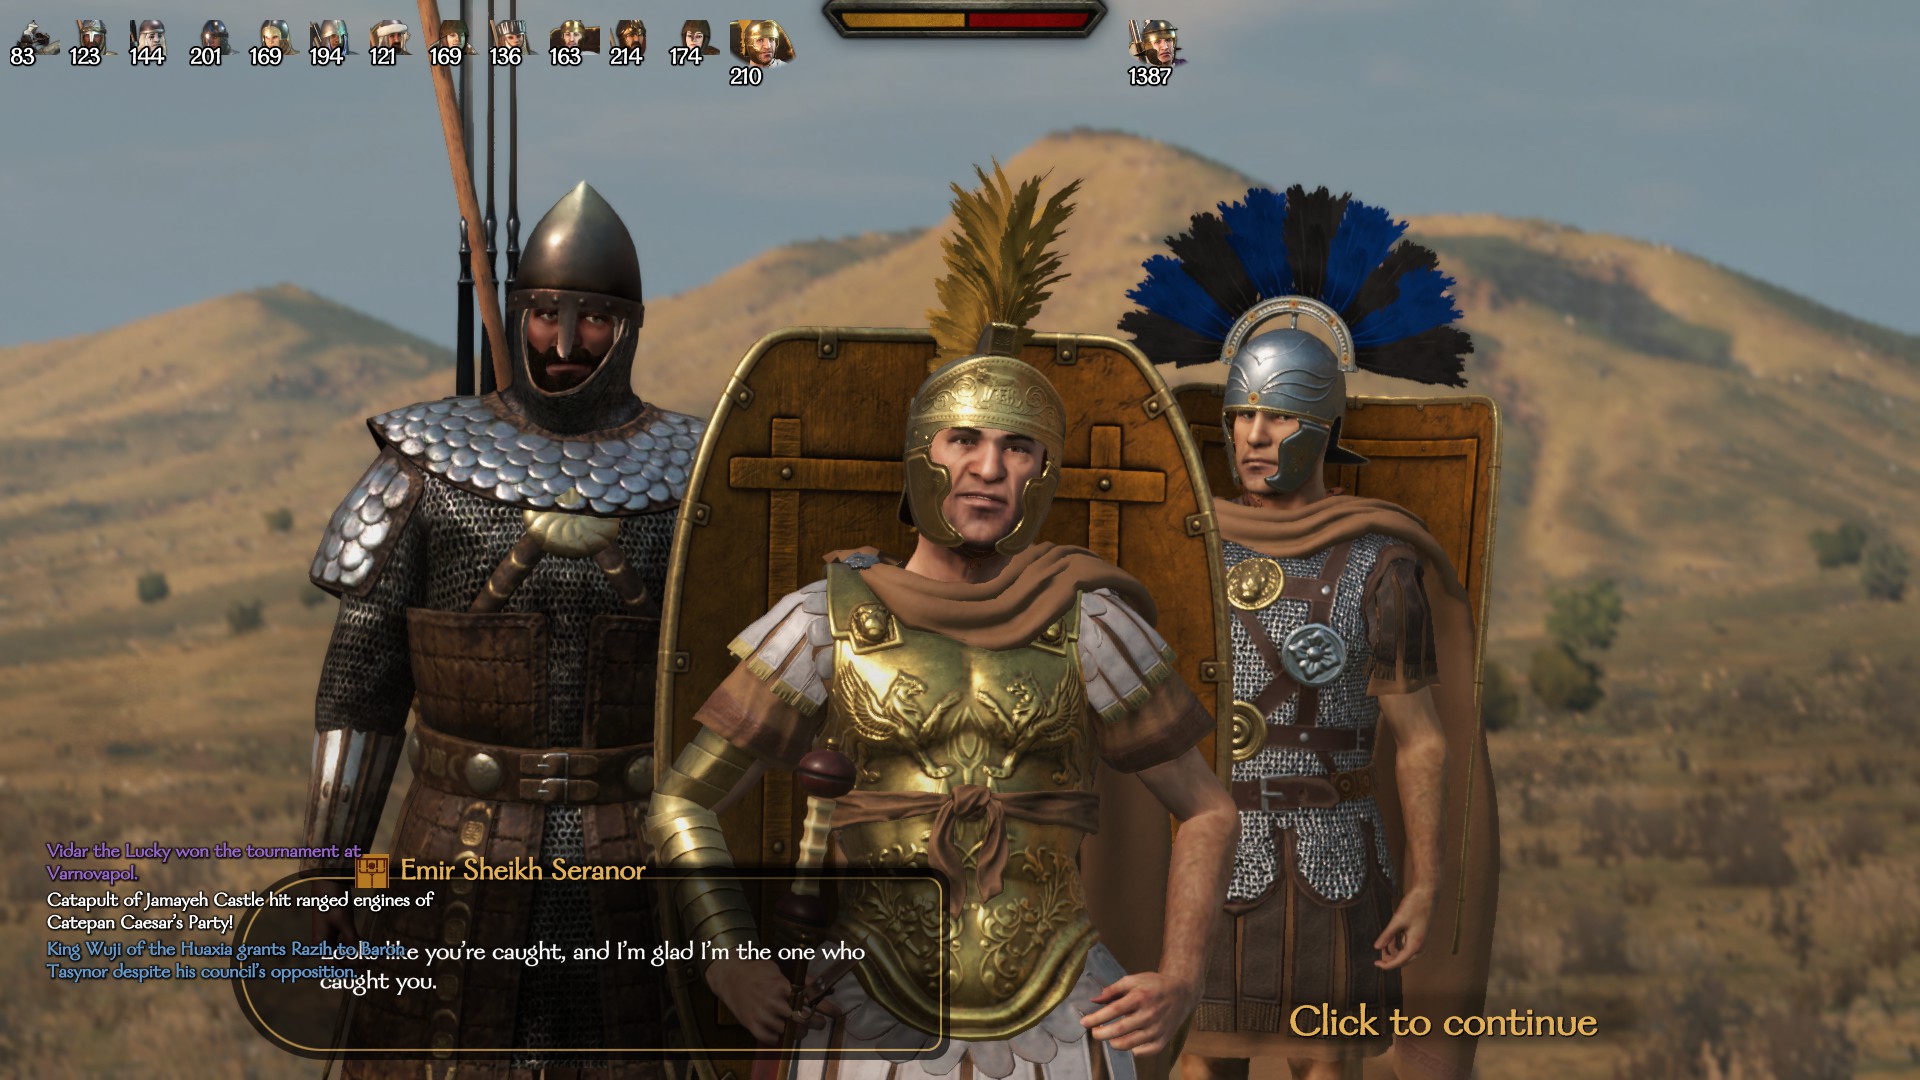 83 123 144 201 169 194 121 169 136 163 214 174 210 1387
Vidar the Lucky won the tournament at
Varnovapol.
Catapult of Jamayeh Castle hit ranged engines of
Catepan Caesar's Party!
King Wuji of the Huaxia grants Razih to Baron
Tasynor despite his council's opposition.
Emir Sheikh Seranor
Looks like you're caught, and I'm glad I'm the one who
caught you.
Click to continue